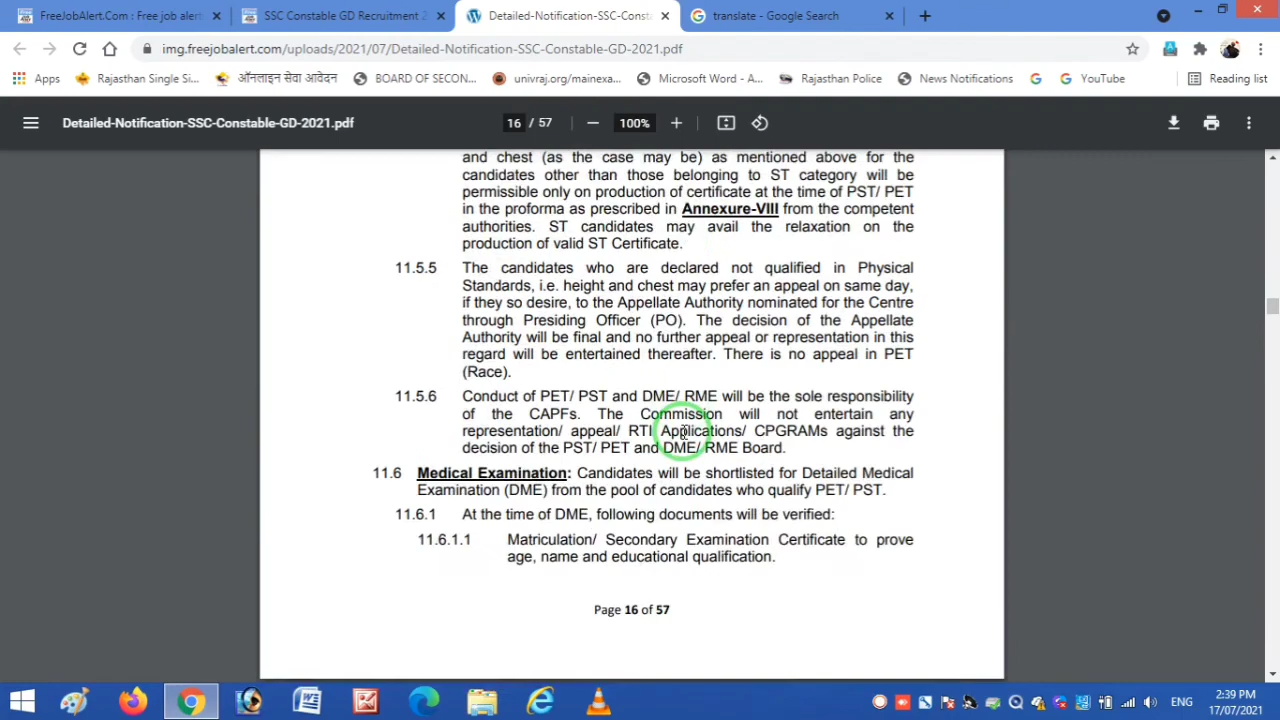 FreeJobAlert.Com : Free job alert
SSC Constable GD Recruitment 2
Detailed-Notification-SSC-Consta
translate - Google Search
img.freejobalert.com/uploads/2021/07/Detailed-Notification-SSC-Constable-GD-2021.pdf
Apps
Rajasthan Single Si...
ऑनलाइन सेवा आवेदन
BOARD OF SECON...
univraj.org/mainexa...
Microsoft Word - A...
Rajasthan Police
News Notifications
YouTube
Reading list
Detailed-Notification-SSC-Constable-GD-2021.pdf
16 / 57
100%
and chest (as the case may be) as mentioned above for the
candidates other than those belonging to ST category will be
permissible only on production of certificate at the time of PST/ PET
in the proforma as prescribed in Annexure-VIII from the competent
authorities. ST candidates may avail the relaxation on the
production of valid ST Certificate.
11.5.5 The candidates who are declared not qualified in Physical
Standards, i.e. height and chest may prefer an appeal on same day,
if they so desire, to the Appellate Authority nominated for the Centre
through Presiding Officer (PO). The decision of the Appellate
Authority will be final and no further appeal or representation in this
regard will be entertained thereafter. There is no appeal in PET
(Race).
11.5.6 Conduct of PET/ PST and DME/ RME will be the sole responsibility
of the CAPFs. The Commission will not entertain any
representation/ appeal/ RTI Applications/ CPGRAMs against the
decision of the PST/ PET and DME/ RME Board.
11.6 Medical Examination: Candidates will be shortlisted for Detailed Medical
Examination (DME) from the pool of candidates who qualify PET/ PST.
11.6.1 At the time of DME, following documents will be verified:
11.6.1.1 Matriculation/ Secondary Examination Certificate to prove
age, name and educational qualification.
Page 16 of 57
ENG
2:39 PM
17/07/2021